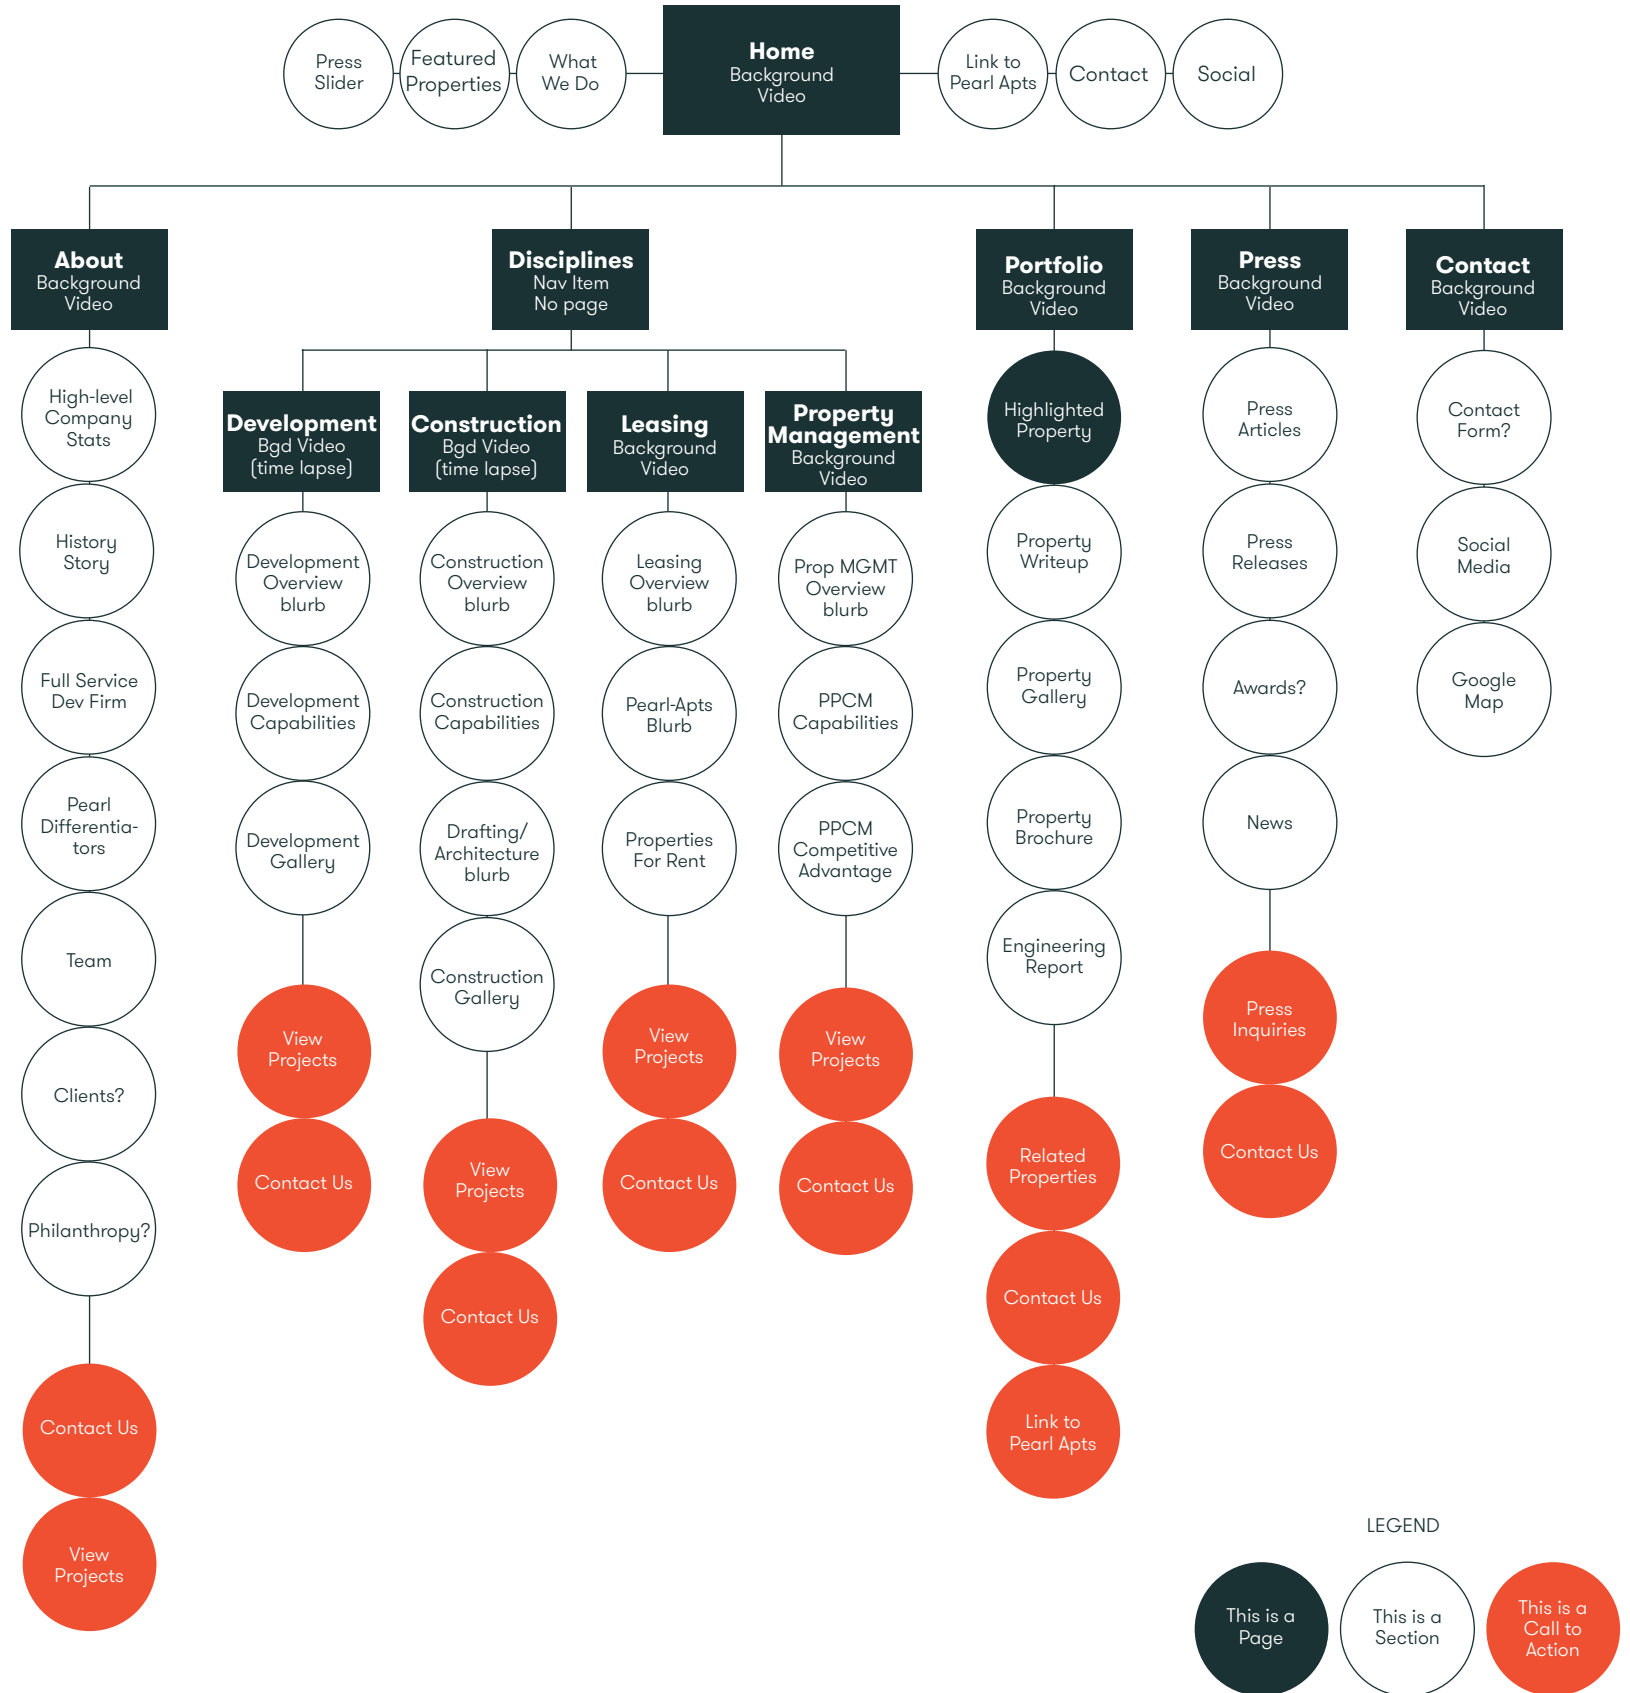 Press
Slider
Featured
Properties
What
We Do
Home
Background
Video
Link to
Pearl Apts
Contact
Social
About
Background
Video
High-level
Company
Stats
History
Story
Full Service
Dev Firm
Pearl
Differentia-
tors
Team
Clients?
Philanthropy?
Contact Us
View
Projects
Disciplines
Nav Item
No page
Development
Bgd Video
(time lapse)
Development
Overview
blurb
Development
Capabilities
Development
Gallery
View
Projects
Contact Us
Construction
Bgd Video
(time lapse)
Construction
Overview
blurb
Construction
Capabilities
Drafting/
Architecture
blurb
Construction
Gallery
View
Projects
Contact Us
Leasing
Background
Video
Leasing
Overview
blurb
Pearl-Apts
Blurb
Properties
For Rent
View
Projects
Contact Us
Property
Management
Background
Video
Prop MGMT
Overview
blurb
PPCM
Capabilities
PPCM
Competitive
Advantage
View
Projects
Contact Us
Portfolio
Background
Video
Highlighted
Property
Property
Writeup
Property
Gallery
Property
Brochure
Engineering
Report
Related
Properties
Contact Us
Link to
Pearl Apts
Press
Background
Video
Press
Articles
Press
Releases
Awards?
News
Press
Inquiries
Contact Us
Contact
Background
Video
Contact
Form?
Social
Media
Google
Map
LEGEND
This is a
Page
This is a
Section
This is a
Call to
Action